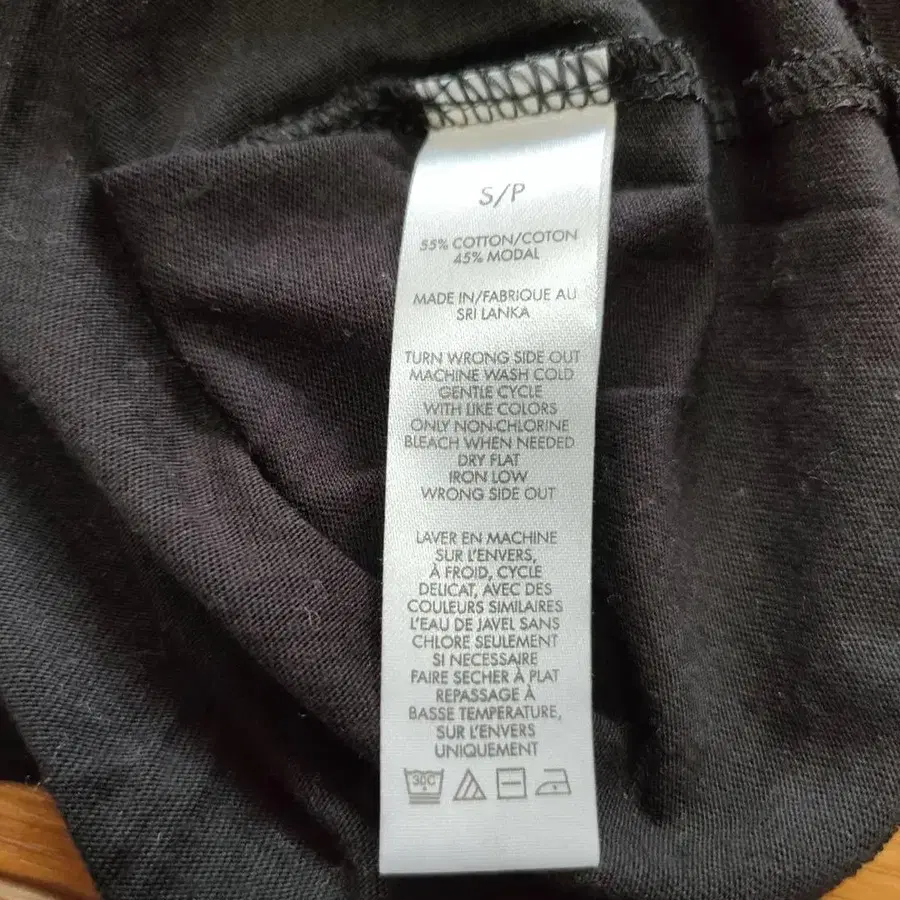 S/P
55% COTTON/COTON
45% MODAL
MADE IN/FABRIQUE AU
SRI LANKA
TURN WRONG SIDE OUT
MACHINE WASH COLD
GENTLE CYCLE
WITH LIKE COLORS
ONLY NON-CHLORINE
BLEACH WHEN NEEDED
DRY FLAT
IRON LOW
WRONG SIDE OUT
LAVER EN MACHINE
SUR L'ENVERS,
À FROID, CYCLE
DELICAT, AVEC DES
COULEURS SIMILAIRES
L'EAU DE JAVEL SANS
CHLORE SEULEMENT
SI NECESSAIRE
FAIRE SECHER À PLAT
REPASSAGE À
BASSE TEMPERATURE,
SUR L'ENVERS
UNIQUEMENT
30C